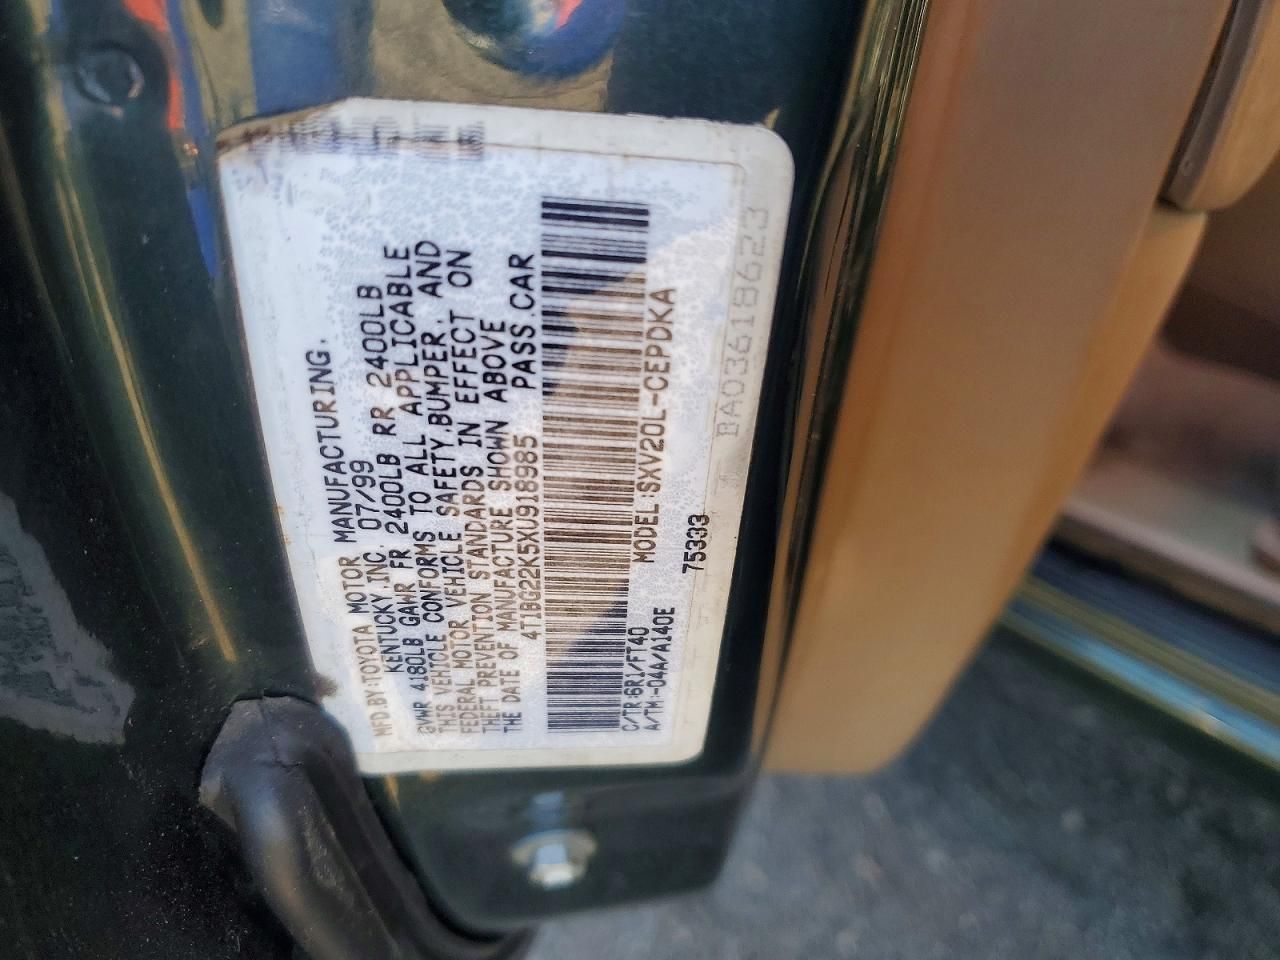 MFD.BY:TOYOTA MOTOR MANUFACTURING.
KENTUCKY INC. 07/99
GVWR 4180LB GAWR FR 2400LB RR 2400LB
THIS VEHICLE CONFORMS TO ALL APPLICABLE
FEDERAL MOTOR VEHICLE SAFETY,BUMPER, AND
THEFT PREVENTION STANDARDS IN EFFECT ON
THE DATE OF MANUFACTURE SHOWN ABOVE
4T1BG22K5XU918985 PASS.CAR
C/TR:6R1/FT40 MODEL:SXV20L-CEPDKA
A/TM:-04A/A140E 75333
BA03618623